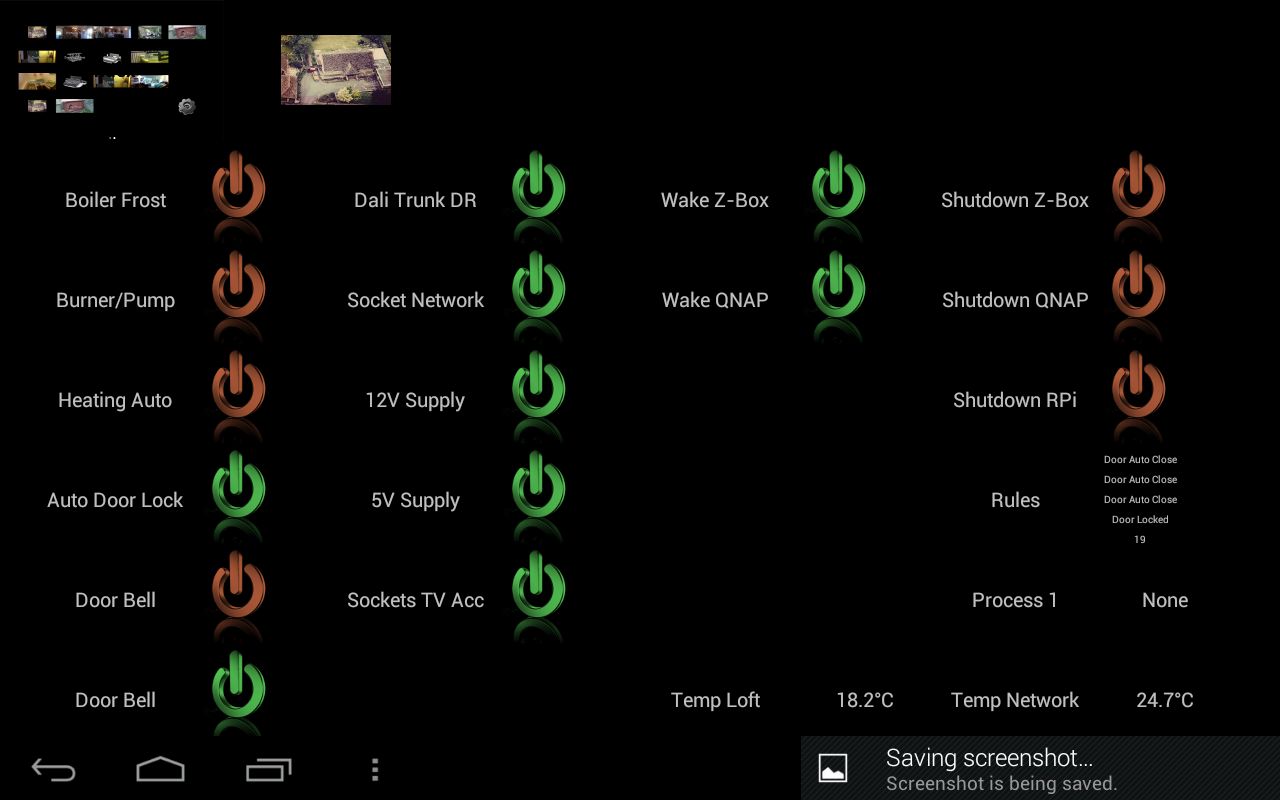 Boiler Frost
Dali Trunk DR
Wake Z-Box
Shutdown Z-Box
Burner/Pump
Socket Network
Wake QNAP
Shutdown QNAP
Heating Auto
12V Supply
Shutdown RPi
Auto Door Lock
5V Supply
Rules
Door Auto Close
Door Auto Close
Door Auto Close
Door Locked
19
Door Bell
Sockets TV Acc
Process 1
None
Door Bell
Temp Loft
18.2°C
Temp Network
24.7°C
Saving screenshot...
Screenshot is being saved.